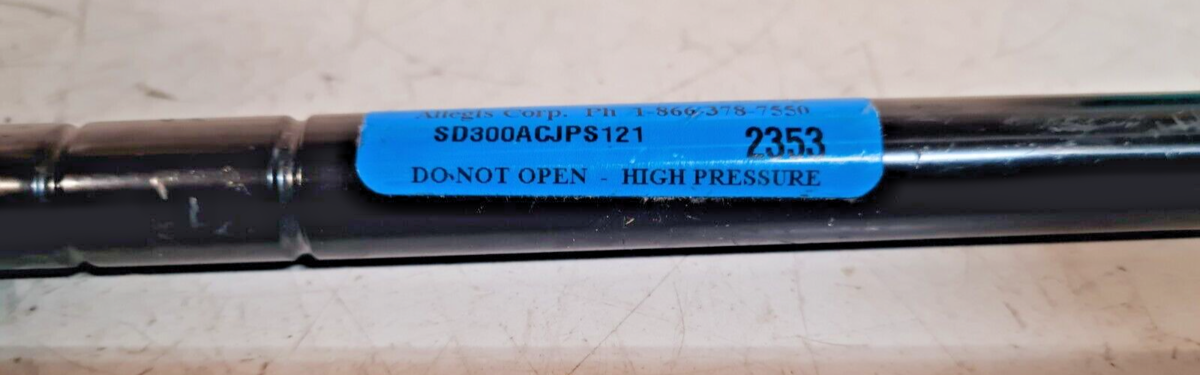 Allegis Corp. Ph 1-866-378-7550
SD300ACJPS121 2353
DO NOT OPEN - HIGH PRESSURE